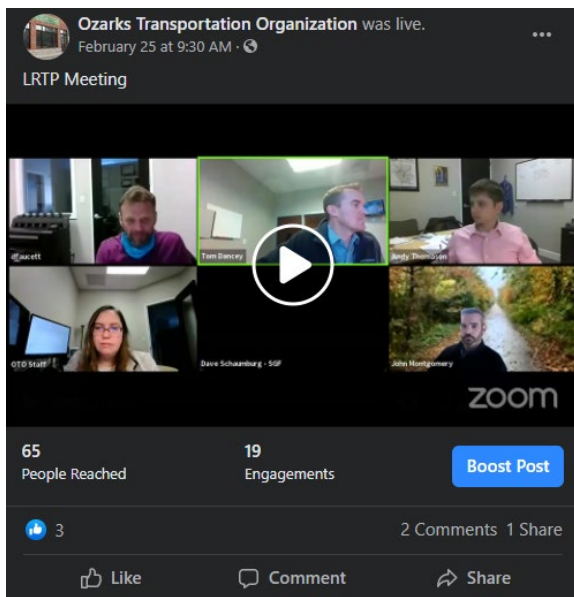 Ozarks Transportation Organization was live.
February 25 at 9:30 AM ·
LRTP Meeting
dfaucett
Tom Dancey
Andy Thomason
OTO Staff
Dave Schaumburg - SGF
John Montgomery
zoom
65
People Reached
19
Engagements
Boost Post
3
2 Comments 1 Share
Like
Comment
Share